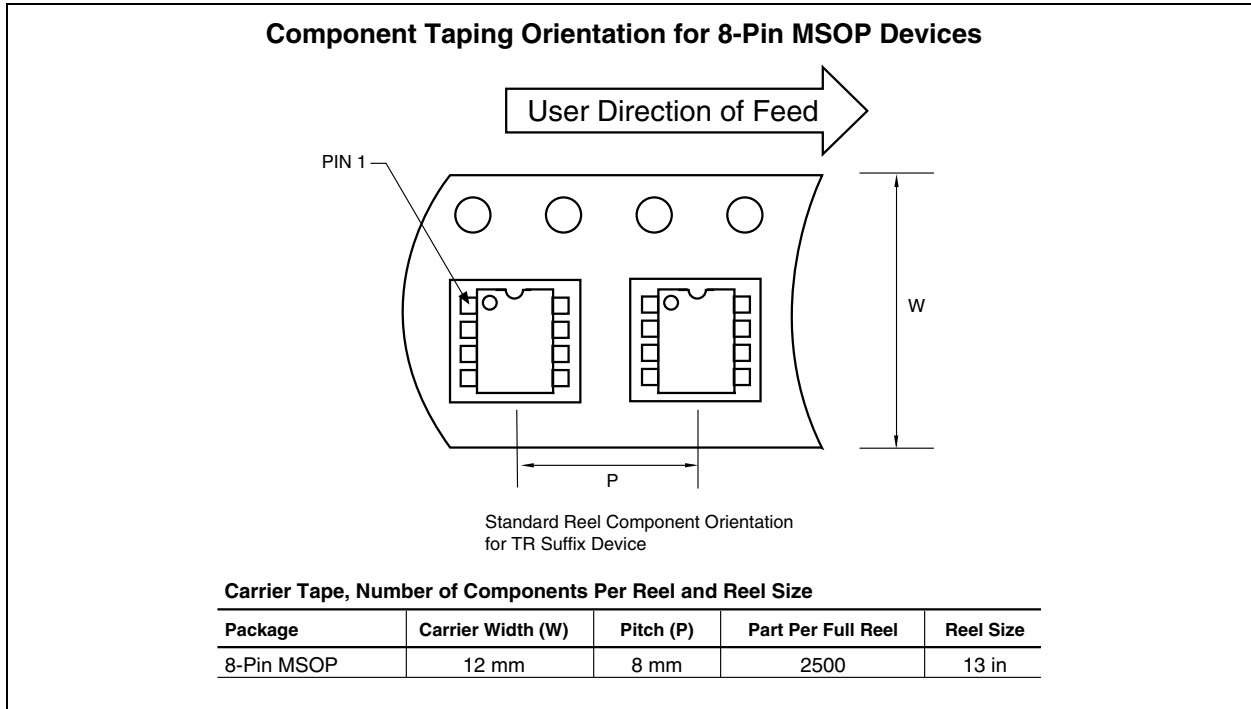 Component Taping Orientation for 8-Pin MSOP Devices
User Direction of Feed
PIN 1
W
P
Standard Reel Component Orientation
for TR Suffix Device
Carrier Tape, Number of Components Per Reel and Reel Size
Package Carrier Width (W) Pitch (P) Part Per Full Reel Reel Size
8-Pin MSOP 12 mm 8 mm 2500 13 in